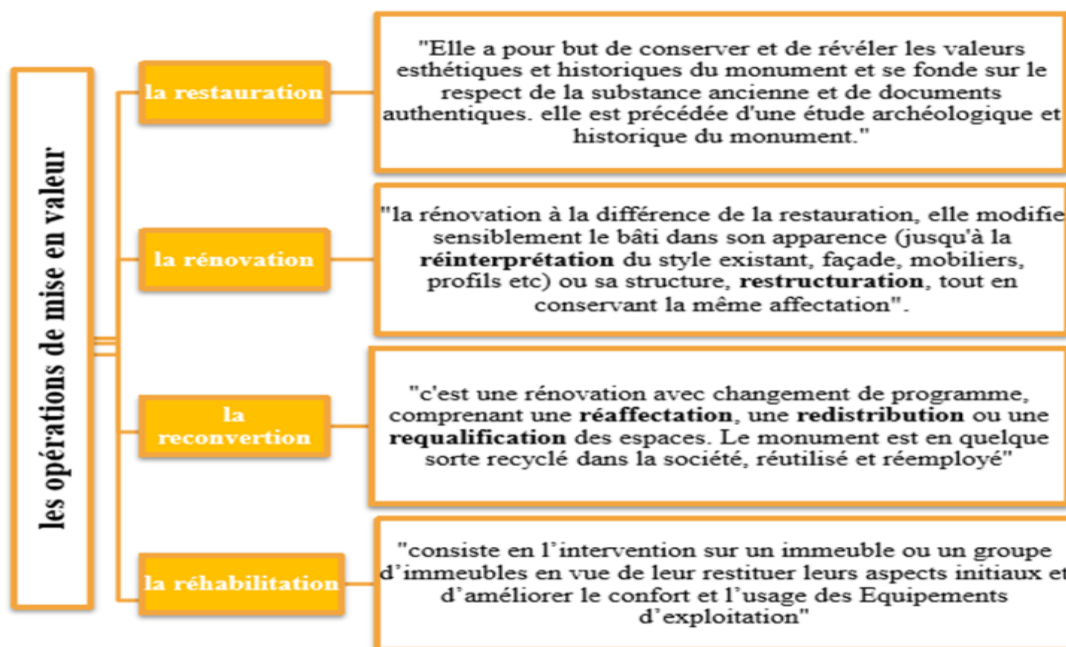 les opérations de mise en valeur
la restauration
"Elle a pour but de conserver et de révéler les valeurs
esthétiques et historiques du monument et se fonde sur le
respect de la substance ancienne et de documents
authentiques. elle est précédée d'une étude archéologique et
historique du monument."
la rénovation
"la rénovation à la différence de la restauration, elle modifie
sensiblement le bâti dans son apparence (jusqu'à la
réinterprétation du style existant, façade, mobiliers,
profils etc) ou sa structure, restructuration, tout en
conservant la même affectation".
la
reconvertion
"c'est une rénovation avec changement de programme,
comprenant une réaffectation, une redistribution ou une
requalification des espaces. Le monument est en quelque
sorte recyclé dans la société, réutilisé et réemployé"
la réhabilitation
"consiste en l’intervention sur un immeuble ou un groupe
d’immeubles en vue de leur restituer leurs aspects initiaux et
d’améliorer le confort et l’usage des Equipements
d’exploitation"